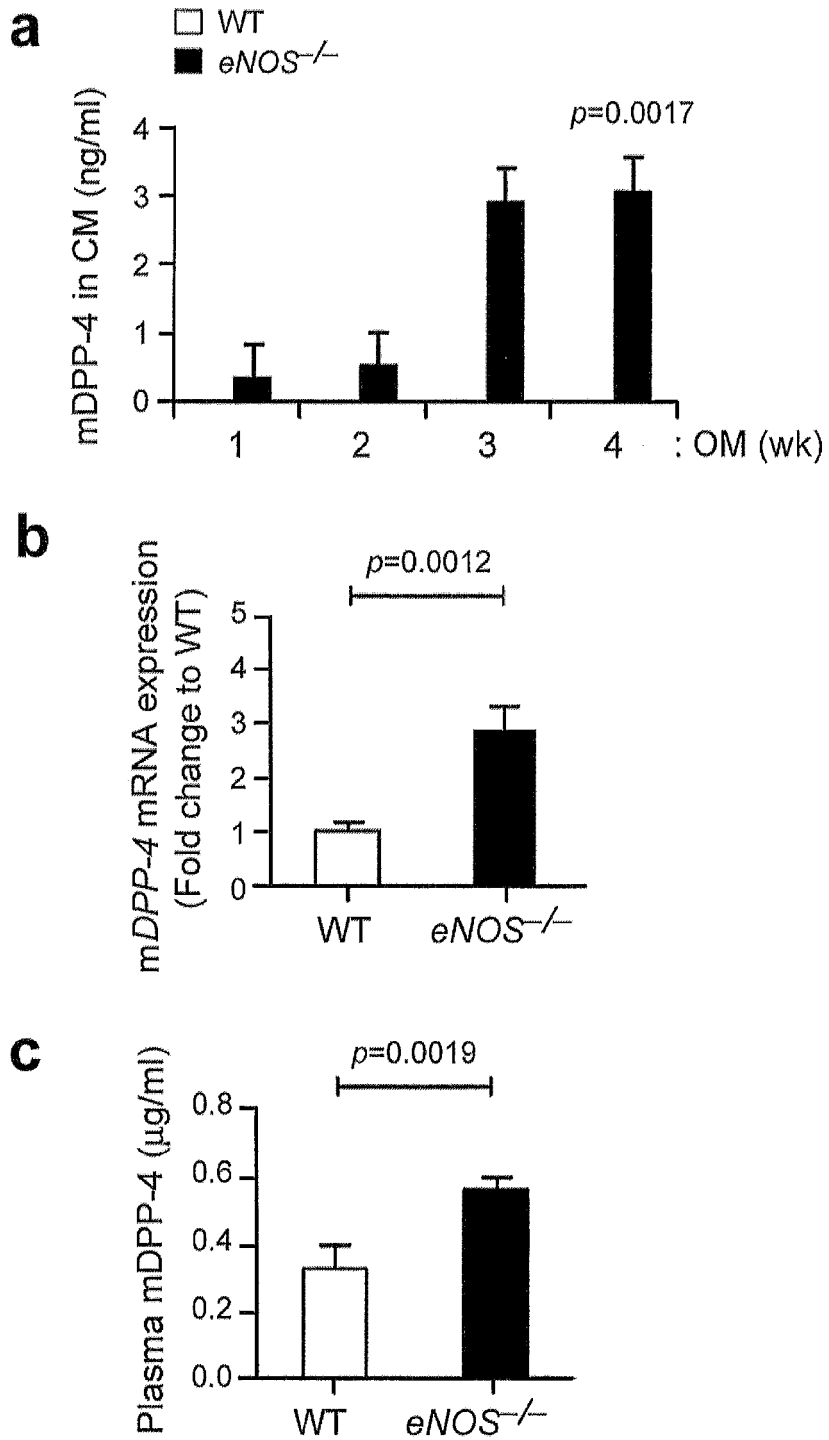 a
WT
eNOS–/–
mDPP-4 in CM (ng/ml)
p=0.0017
4
3
2
1
0
1 2 3 4 : OM (wk)
b
mDPP-4 mRNA expression
(Fold change to WT)
p=0.0012
5
4
3
2
1
0
WT eNOS–/–
c
Plasma mDPP-4 (µg/ml)
p=0.0019
0.8
0.6
0.4
0.2
0.0
WT eNOS–/–